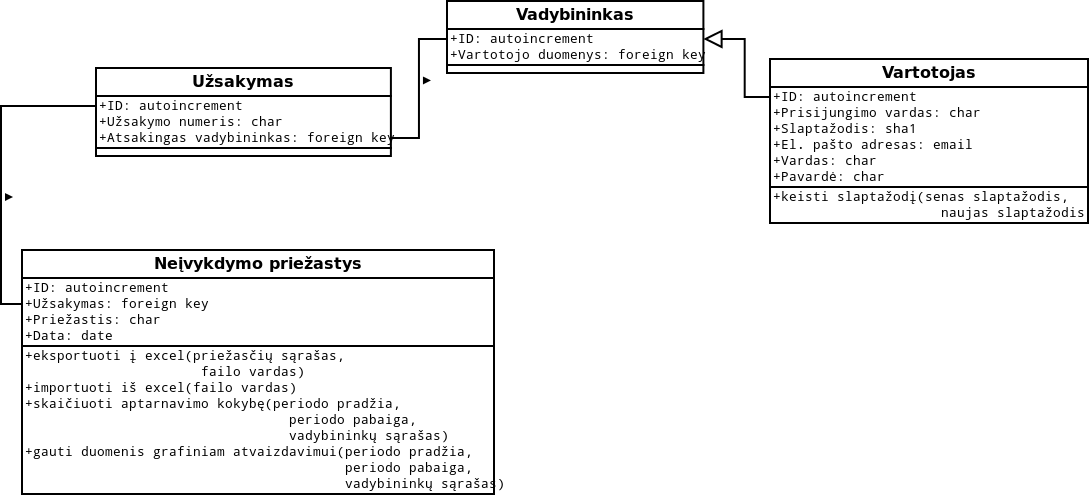 Vadybininkas
+ID: autoincrement
+Vartotojo duomenys: foreign key
Užsakymas
+ID: autoincrement
+Užsakymo numeris: char
+Atsakingas vadybininkas: foreign key
Vartotojas
+ID: autoincrement
+Prisijungimo vardas: char
+Slaptažodis: sha1
+El. pašto adresas: email
+Vardas: char
+Pavardė: char
+keisti slaptažodį(senas slaptažodis,
naujas slaptažodis
Neįvykdymo priežastys
+ID: autoincrement
+Užsakymas: foreign key
+Priežastis: char
+Data: date
+eksportuoti į excel(priežasčių sąrašas,
failo vardas)
+importuoti iš excel(failo vardas)
+skaičiuoti aptarnavimo kokybę(periodo pradžia,
periodo pabaiga,
vadybininkų sąrašas)
+gauti duomenis grafiniam atvaizdavimui(periodo pradžia,
periodo pabaiga,
vadybininkų sąrašas)